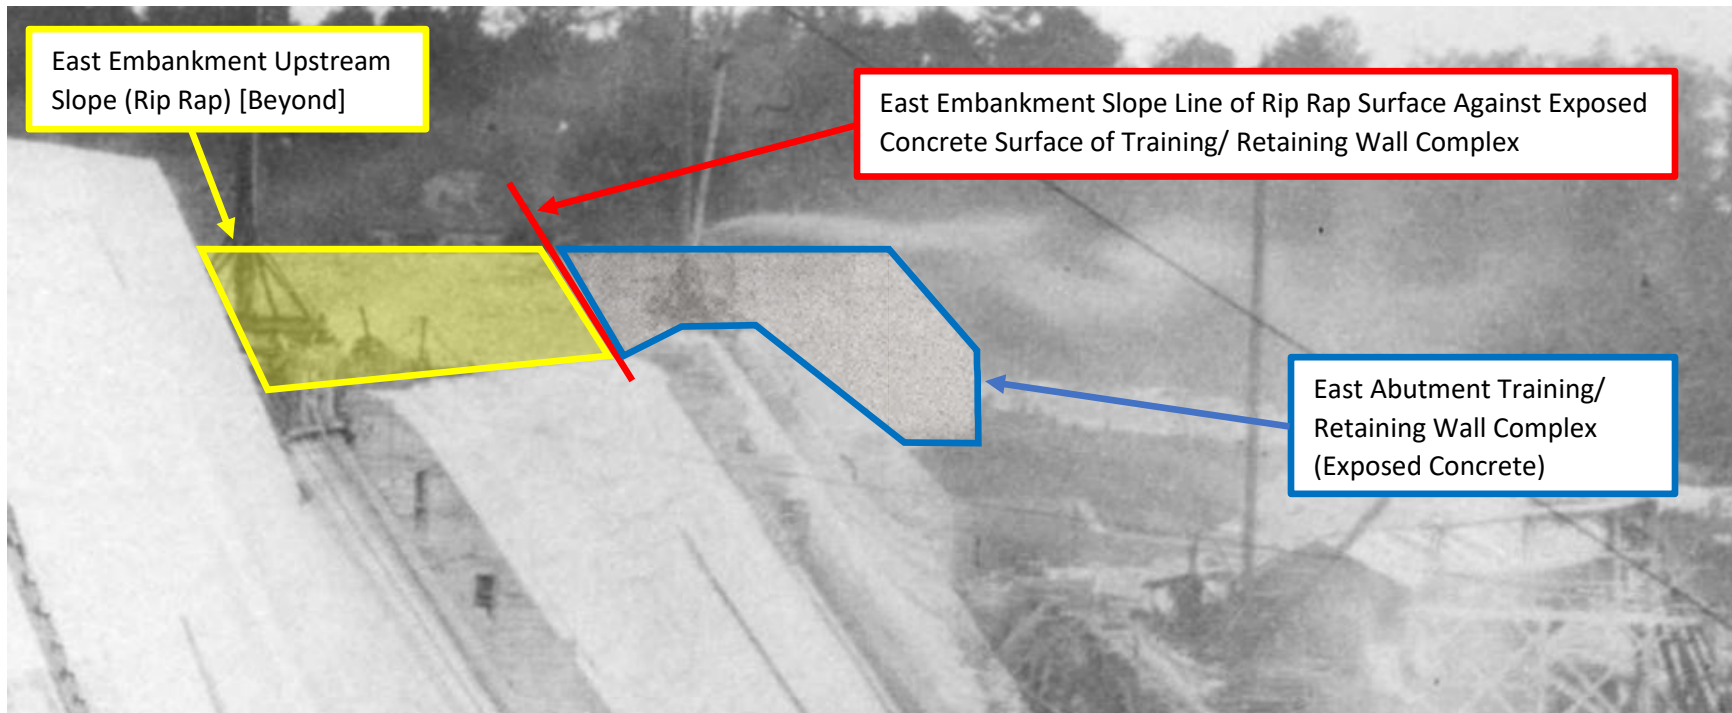 East Embankment Upstream
Slope (Rip Rap) [Beyond]
East Embankment Slope Line of Rip Rap Surface Against Exposed
Concrete Surface of Training/ Retaining Wall Complex
East Abutment Training/
Retaining Wall Complex
(Exposed Concrete)